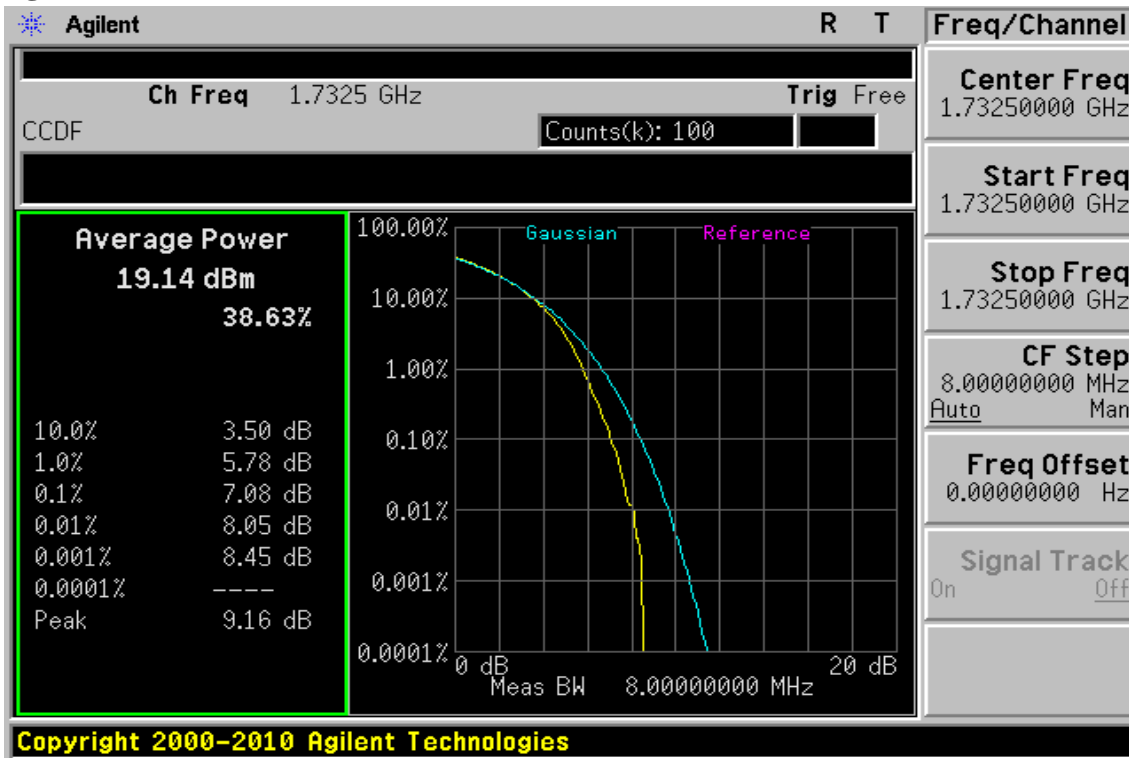 Agilent
R T
Ch Freq 1.7325 GHz
Trig Free
CCDF
Counts(k): 100
Average Power
19.14 dBm
38.63%
10.0% 3.50 dB
1.0% 5.78 dB
0.1% 7.08 dB
0.01% 8.05 dB
0.001% 8.45 dB
0.0001% ----
Peak 9.16 dB
100.00%
10.00%
1.00%
0.10%
0.01%
0.001%
0.0001%
Gaussian
Reference
0 dB
20 dB
Meas BW 8.00000000 MHz
Freq/Channel
Center Freq
1.73250000 GHz
Start Freq
1.73250000 GHz
Stop Freq
1.73250000 GHz
CF Step
8.00000000 MHz
Auto Man
Freq Offset
0.00000000 Hz
Signal Track
On Off
Copyright 2000-2010 Agilent Technologies